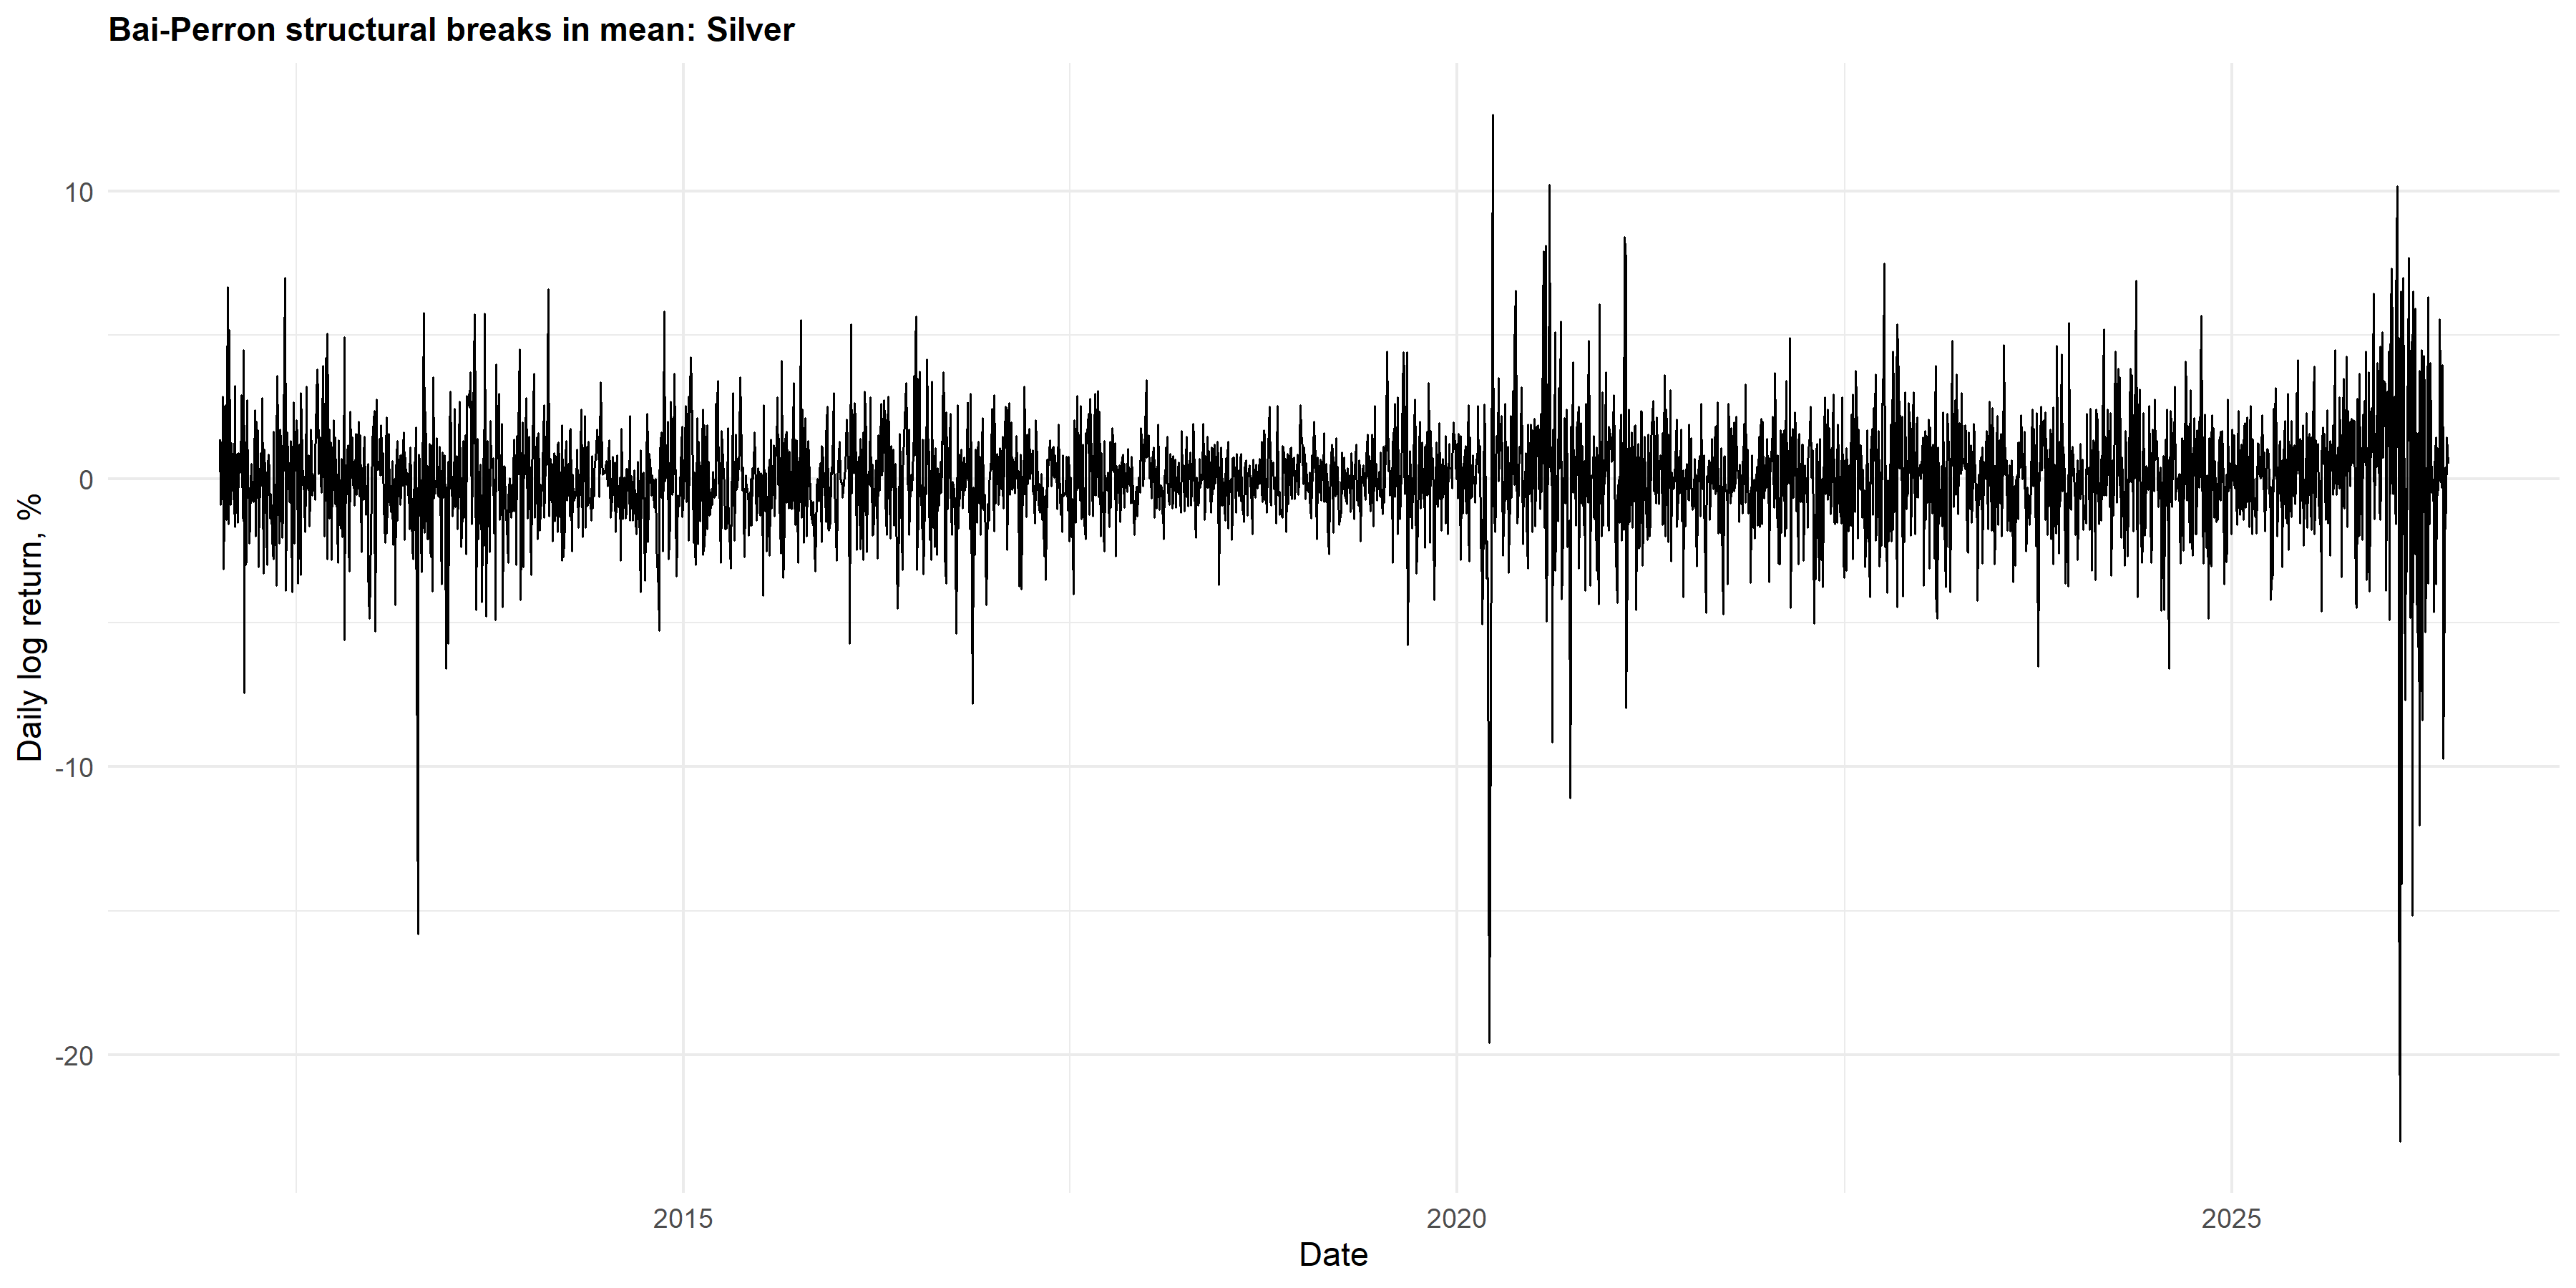 Bai-Perron structural breaks in mean: Silver
Daily log return, %
10
0
-10
-20
2015
2020
2025
Date